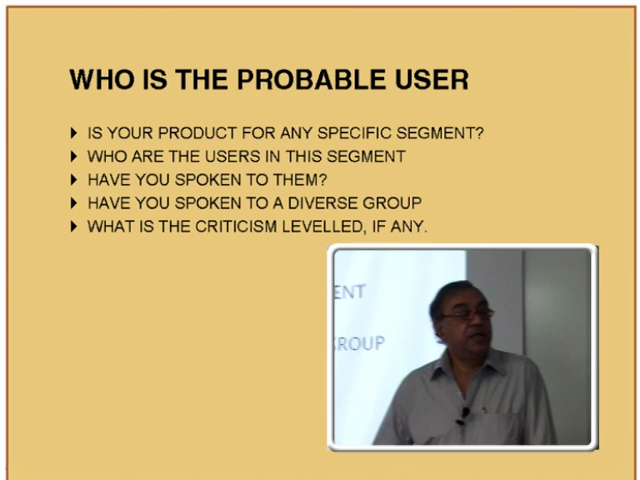 WHO IS THE PROBABLE USER
IS YOUR PRODUCT FOR ANY SPECIFIC SEGMENT?
WHO ARE THE USERS IN THIS SEGMENT
HAVE YOU SPOKEN TO THEM?
HAVE YOU SPOKEN TO A DIVERSE GROUP
WHAT IS THE CRITICISM LEVELLED, IF ANY.
ENT
ROUP